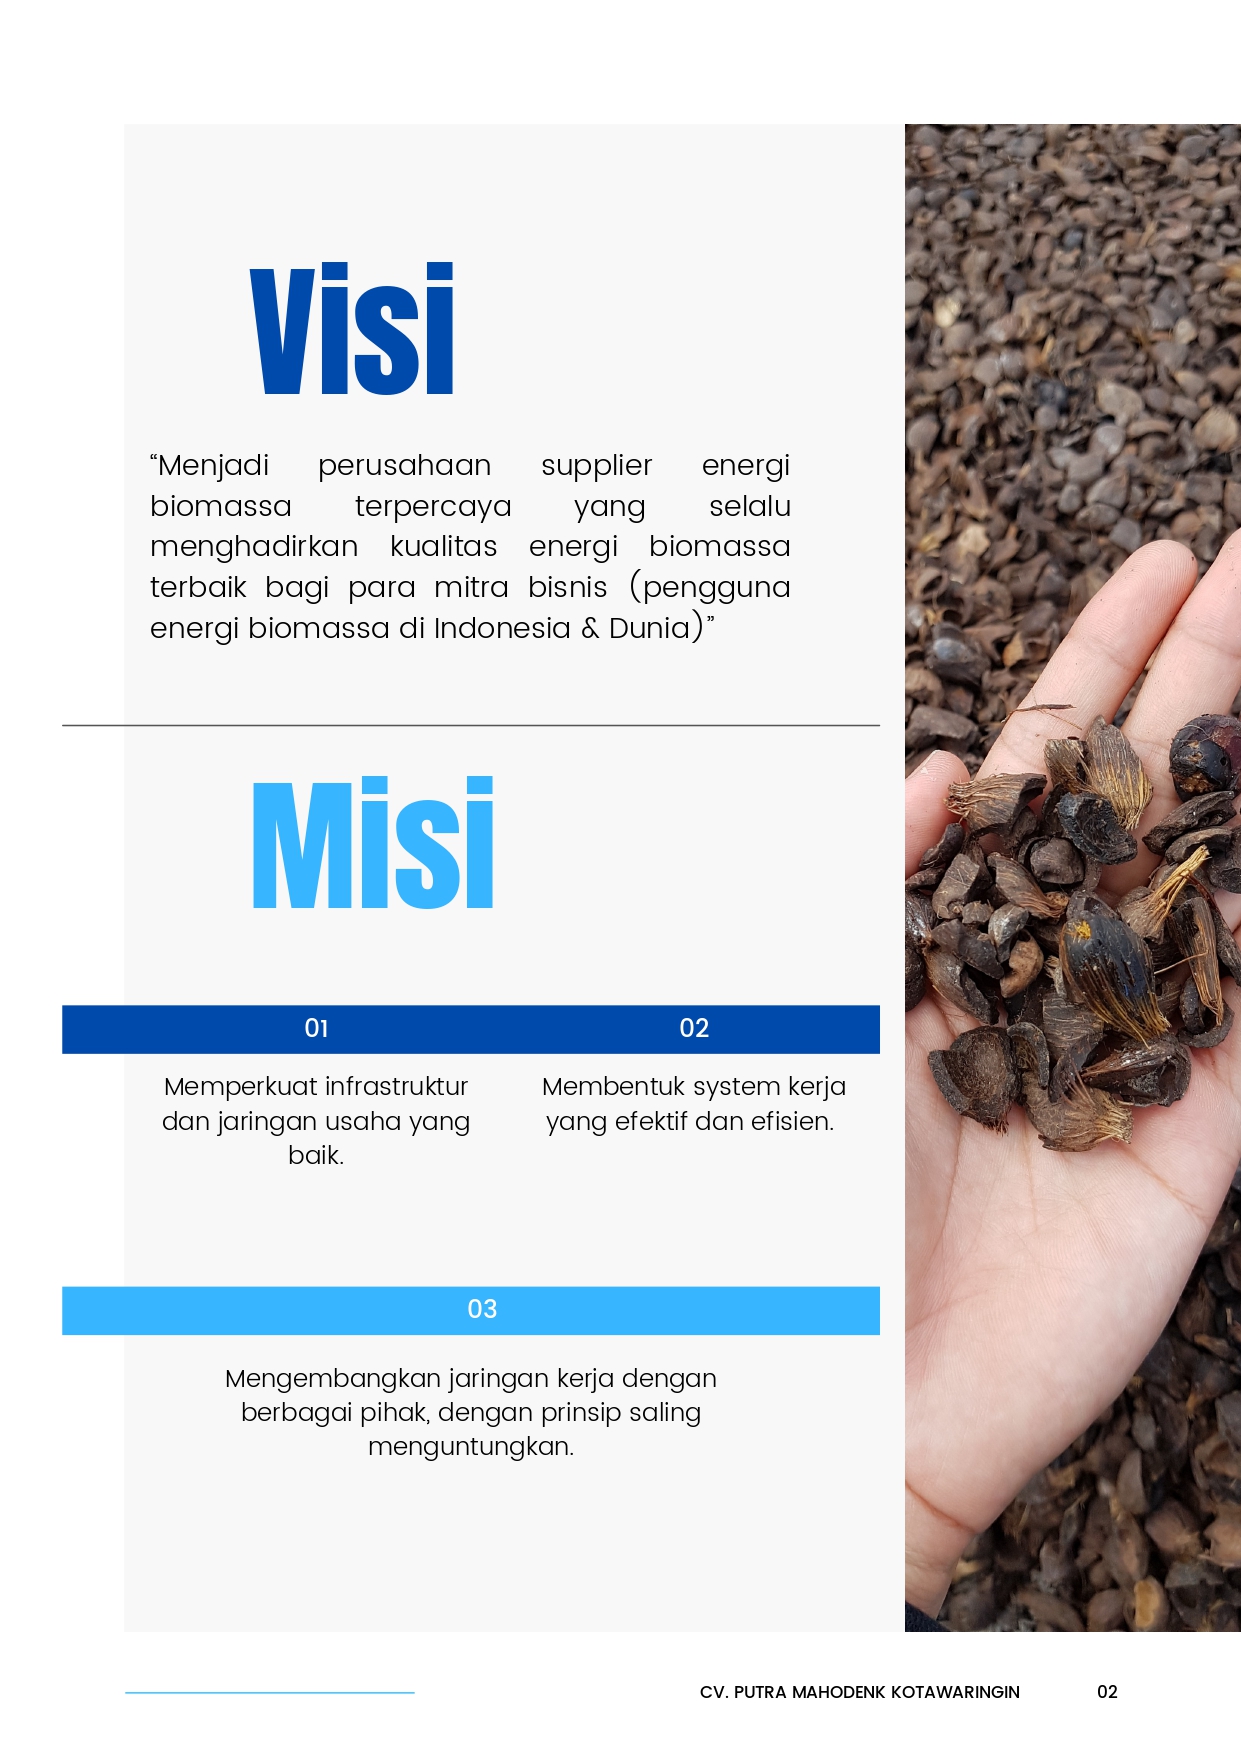 Visi
“Menjadi perusahaan supplier energi
biomassa terpercaya yang selalu
menghadirkan kualitas energi biomassa
terbaik bagi para mitra bisnis (pengguna
energi biomassa di Indonesia & Dunia)”
Misi
01
Memperkuat infrastruktur
dan jaringan usaha yang
baik.
02
Membentuk system kerja
yang efektif dan efisien.
03
Mengembangkan jaringan kerja dengan
berbagai pihak, dengan prinsip saling
menguntungkan.
CV. PUTRA MAHODENK KOTAWARINGIN 02